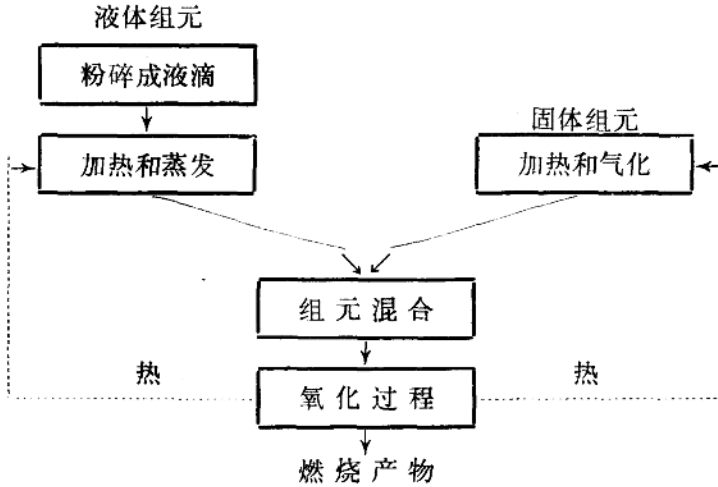 液体组元
粉碎成液滴
加热和蒸发
固体组元
加热和气化
组元混合
热
氧化过程
热
燃烧产物